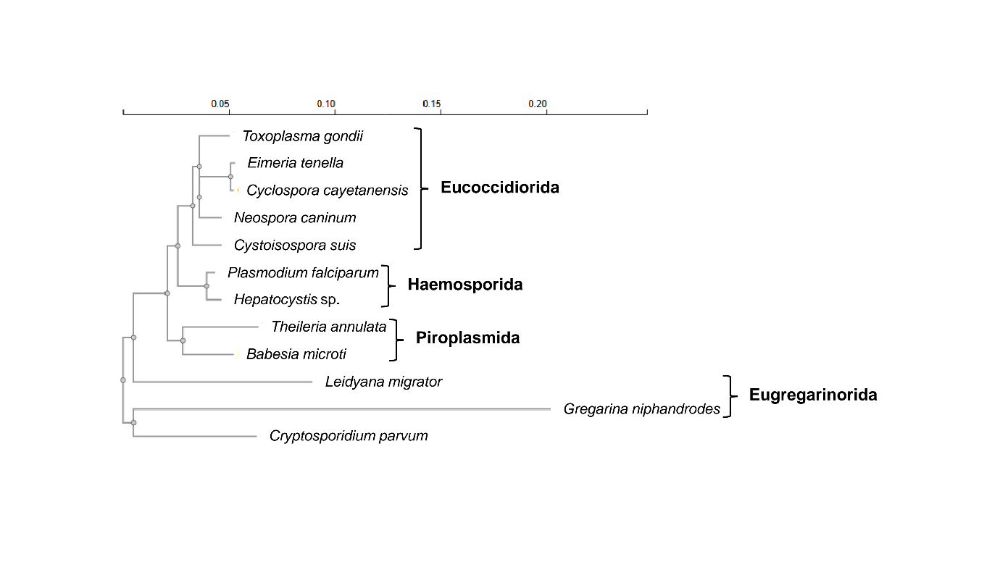 0.05 0.10 0.15 0.20
Toxoplasma gondii
Eimeria tenella
Cyclospora cayetanensis
Eucoccidiorida
Neospora caninum
Cystoisospora suis
Plasmodium falciparum
Haemosporida
Hepatocystis sp.
Theileria annulata
Piroplasmida
Babesia microti
Leidyana migrator
Eugregarinorida
Gregarina niphandrodes
Cryptosporidium parvum